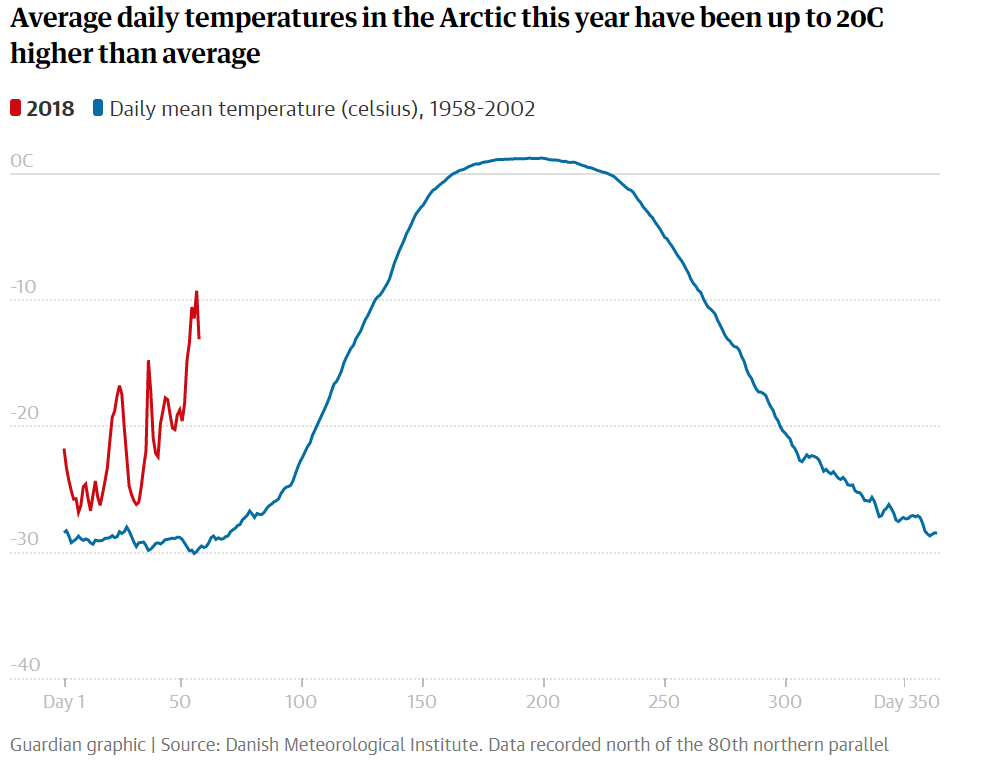 Average daily temperatures in the Arctic this year have been up to 20C
higher than average
2018 Daily mean temperature (celsius), 1958-2002
0C
-10
-20
-30
-40
Day 1 50 100 150 200 250 300 Day 350
Guardian graphic | Source: Danish Meteorological Institute. Data recorded north of the 80th northern parallel